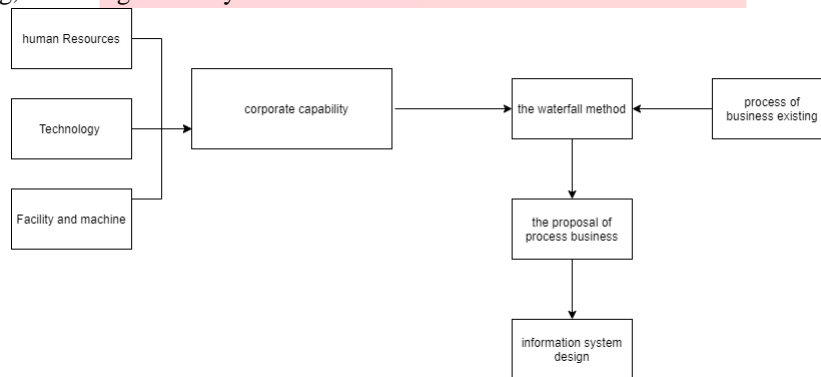 human Resources
Technology
Facility and machine
corporate capability
the waterfall method
process of
business existing
the proposal of
process business
information system
design